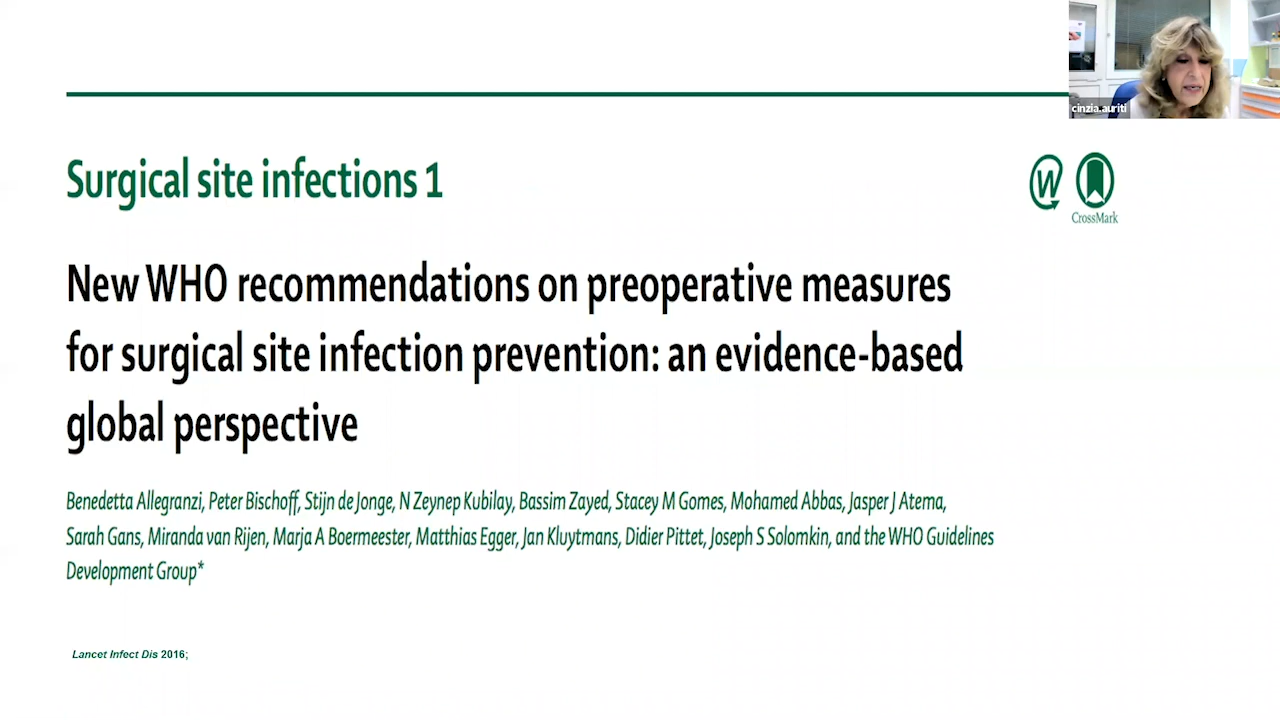 cinzia.auriti
Surgical site infections 1
W
CrossMark
New WHO recommendations on preoperative measures
for surgical site infection prevention: an evidence-based
global perspective
Benedetta Allegranzi, Peter Bischoff, Stijn de Jonge, N Zeynep Kubilay, Bassim Zayed, Stacey M Gomes, Mohamed Abbas, Jasper J Atema,
Sarah Gans, Miranda van Rijen, Marja A Boermeester, Matthias Egger, Jan Kluytmans, Didier Pittet, Joseph S Solomkin, and the WHO Guidelines
Development Group*
Lancet Infect Dis 2016;